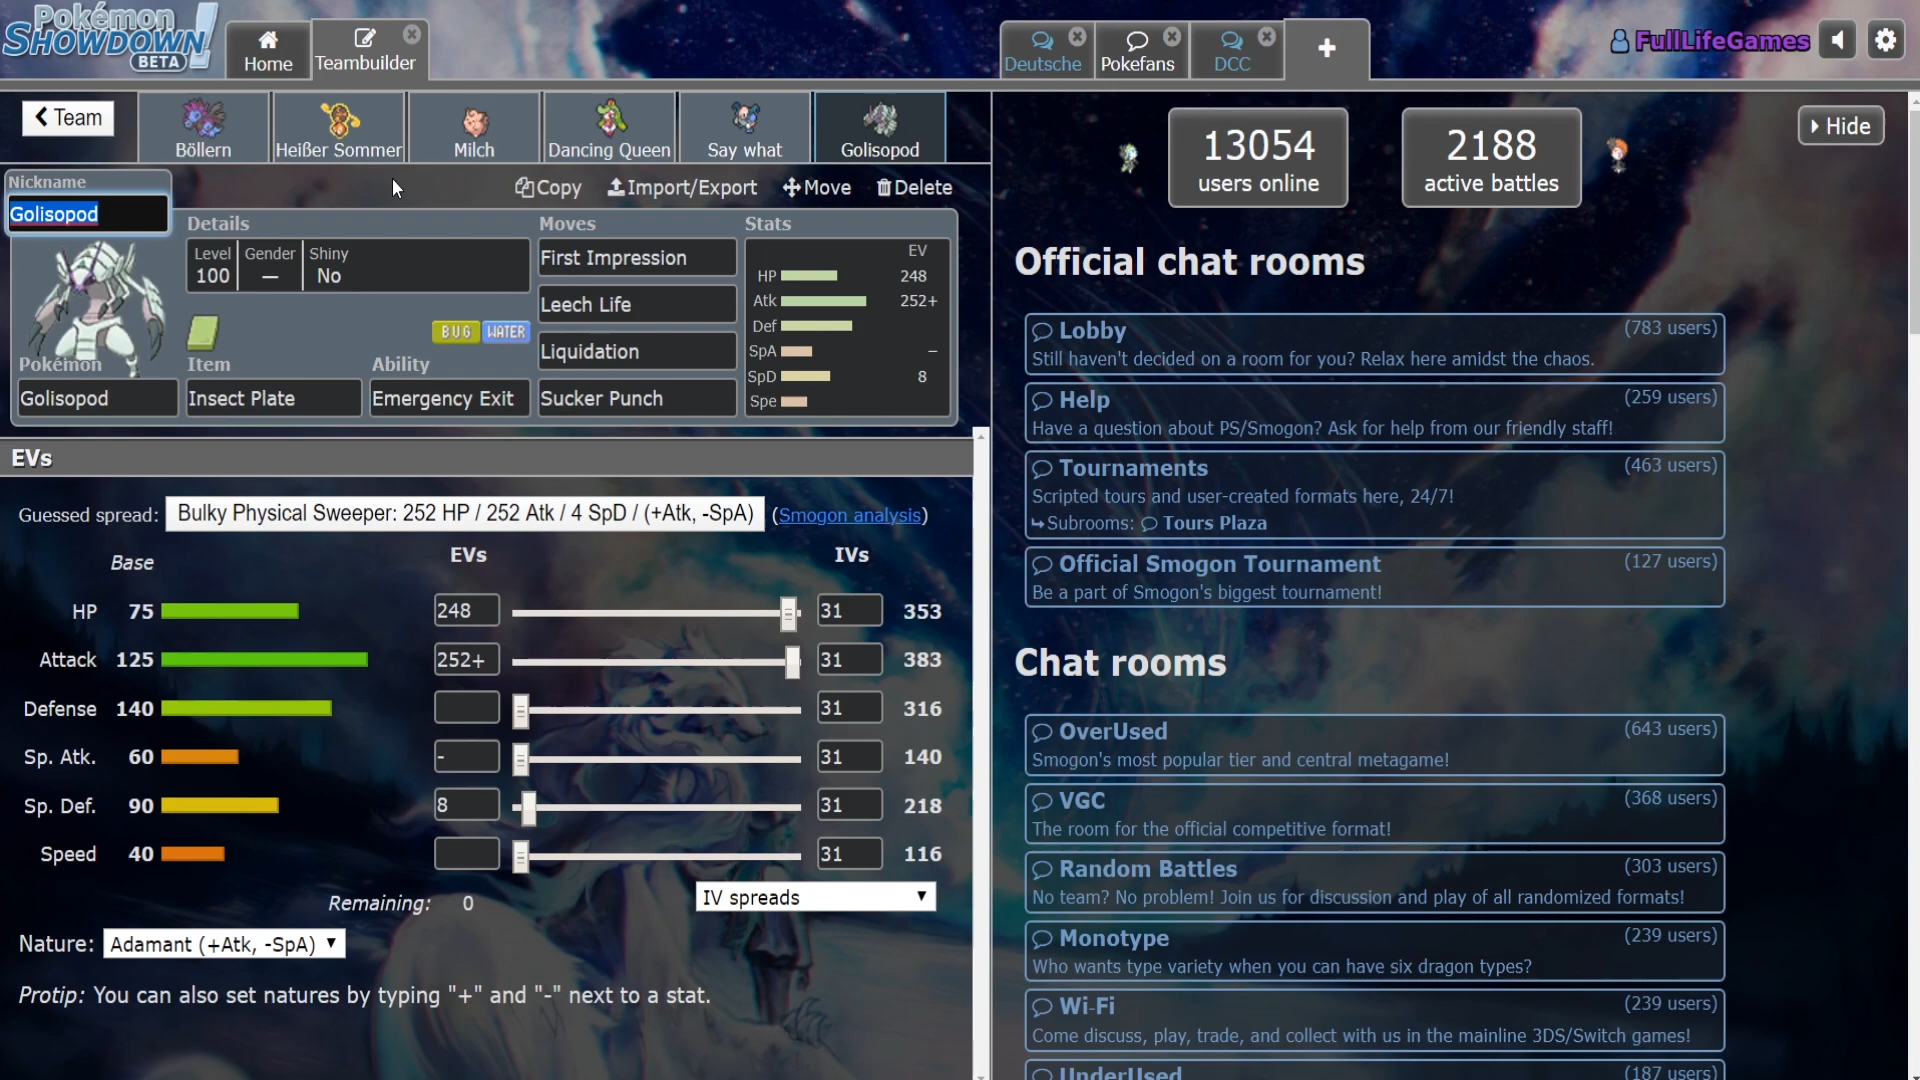 Pokémon
SHOWDOWN!
BETA
Home
Teambuilder
Deutsche
Pokefans
DCC
+
FullLifeGames
Team
Böllern
Heißer Sommer
Milch
Dancing Queen
Say what
Golisopod
Copy
Import/Export
Move
Delete
Nickname
Golisopod
Details
Moves
Stats
Level
100
Gender
—
Shiny
No
BUG WATER
Pokémon
Golisopod
Item
Insect Plate
Ability
Emergency Exit
First Impression
Leech Life
Liquidation
Sucker Punch
EV
HP 248
Atk 252+
Def
SpA –
SpD 8
Spe
EVs
Guessed spread: Bulky Physical Sweeper: 252 HP / 252 Atk / 4 SpD / (+Atk, -SpA) (Smogon analysis)
Base EVs IVs
HP 75 248 31 353
Attack 125 252+ 31 383
Defense 140 31 316
Sp. Atk. 60 - 31 140
Sp. Def. 90 8 31 218
Speed 40 31 116
Remaining: 0
IV spreads
Nature: Adamant (+Atk, -SpA)
Protip: You can also set natures by typing "+" and "-" next to a stat.
13054
users online
2188
active battles
Hide
Official chat rooms
Lobby (783 users)
Still haven't decided on a room for you? Relax here amidst the chaos.
Help (259 users)
Have a question about PS/Smogon? Ask for help from our friendly staff!
Tournaments (463 users)
Scripted tours and user-created formats here, 24/7!
Subrooms: Tours Plaza
Official Smogon Tournament (127 users)
Be a part of Smogon's biggest tournament!
Chat rooms
OverUsed (643 users)
Smogon's most popular tier and central metagame!
VGC (368 users)
The room for the official competitive format!
Random Battles (303 users)
No team? No problem! Join us for discussion and play of all randomized formats!
Monotype (239 users)
Who wants type variety when you can have six dragon types?
Wi-Fi (239 users)
Come discuss, play, trade, and collect with us in the mainline 3DS/Switch games!
UnderUsed (187 users)